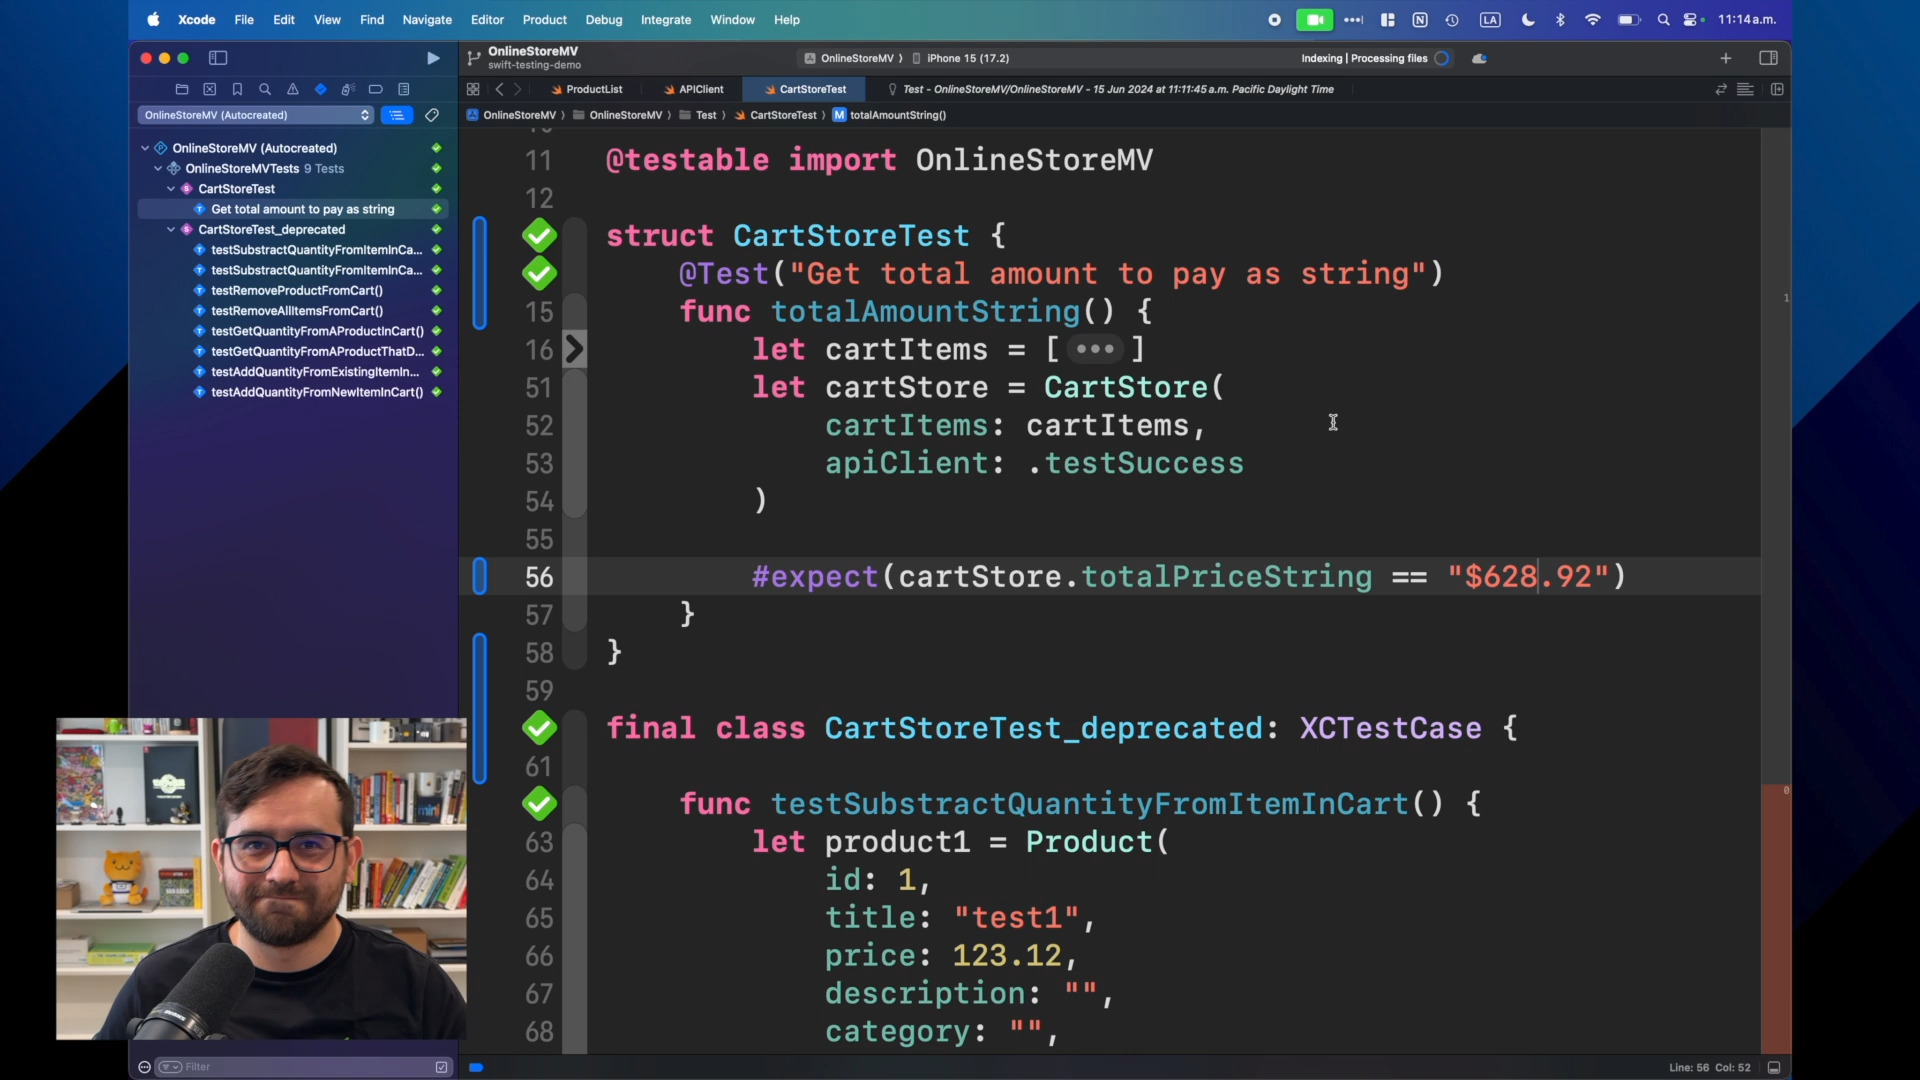 Xcode File Edit View Find Navigate Editor Product Debug Integrate Window Help
LA
11:14 a.m.
OnlineStoreMV
swift-testing-demo
OnlineStoreMV
iPhone 15 (17.2)
Indexing | Processing files
ProductList
APIClient
CartStoreTest
Test - OnlineStoreMV/OnlineStoreMV - 15 Jun 2024 at 11:11:45 a.m. Pacific Daylight Time
OnlineStoreMV (Autocreated)
OnlineStoreMV
OnlineStoreMV
Test
CartStoreTest
M totalAmountString()
OnlineStoreMV (Autocreated)
OnlineStoreMVTests 9 Tests
CartStoreTest
Get total amount to pay as string
CartStoreTest_deprecated
testSubstractQuantityFromItemInCa...
testSubstractQuantityFromItemInCa...
testRemoveProductFromCart()
testRemoveAllItemsFromCart()
testGetQuantityFromAProductInCart()
testGetQuantityFromAProductThatD...
testAddQuantityFromExistingItemIn...
testAddQuantityFromNewItemInCart()
11 @testable import OnlineStoreMV
12
struct CartStoreTest {
@Test("Get total amount to pay as string")
15 func totalAmountString() {
16 let cartItems = [ ••• ]
51 let cartStore = CartStore(
52 cartItems: cartItems,
53 apiClient: .testSuccess
54 )
55
56 #expect(cartStore.totalPriceString == "$628.92")
57 }
58 }
59
final class CartStoreTest_deprecated: XCTestCase {
61
func testSubstractQuantityFromItemInCart() {
63 let product1 = Product(
64 id: 1,
65 title: "test1",
66 price: 123.12,
67 description: "",
68 category: "",
1
0
mini
Filter
Line: 56 Col: 52